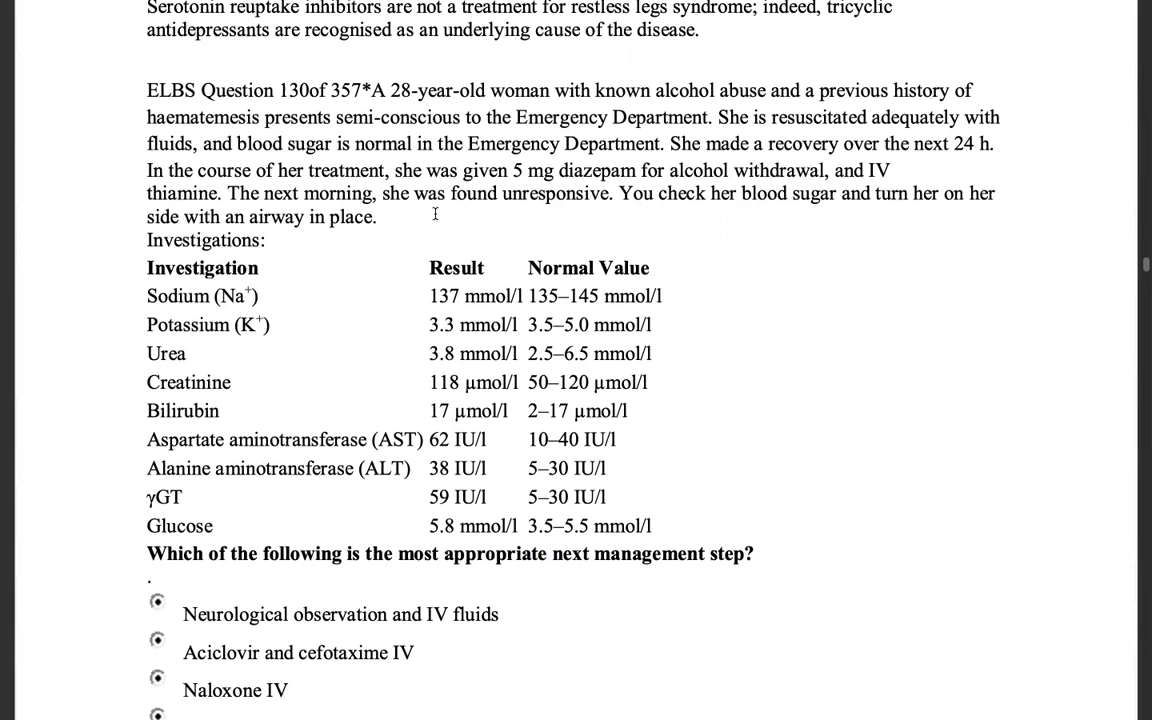 Serotonin reuptake inhibitors are not a treatment for restless legs syndrome; indeed, tricyclic
antidepressants are recognised as an underlying cause of the disease.
ELBS Question 130of 357*A 28-year-old woman with known alcohol abuse and a previous history of
haematemesis presents semi-conscious to the Emergency Department. She is resuscitated adequately with
fluids, and blood sugar is normal in the Emergency Department. She made a recovery over the next 24 h.
In the course of her treatment, she was given 5 mg diazepam for alcohol withdrawal, and IV
thiamine. The next morning, she was found unresponsive. You check her blood sugar and turn her on her
side with an airway in place.
Investigations:
Investigation Result Normal Value
Sodium (Na⁺) 137 mmol/l 135–145 mmol/l
Potassium (K⁺) 3.3 mmol/l 3.5–5.0 mmol/l
Urea 3.8 mmol/l 2.5–6.5 mmol/l
Creatinine 118 µmol/l 50–120 µmol/l
Bilirubin 17 µmol/l 2–17 µmol/l
Aspartate aminotransferase (AST) 62 IU/l 10–40 IU/l
Alanine aminotransferase (ALT) 38 IU/l 5–30 IU/l
γGT 59 IU/l 5–30 IU/l
Glucose 5.8 mmol/l 3.5–5.5 mmol/l
Which of the following is the most appropriate next management step?
.
Neurological observation and IV fluids
Aciclovir and cefotaxime IV
Naloxone IV